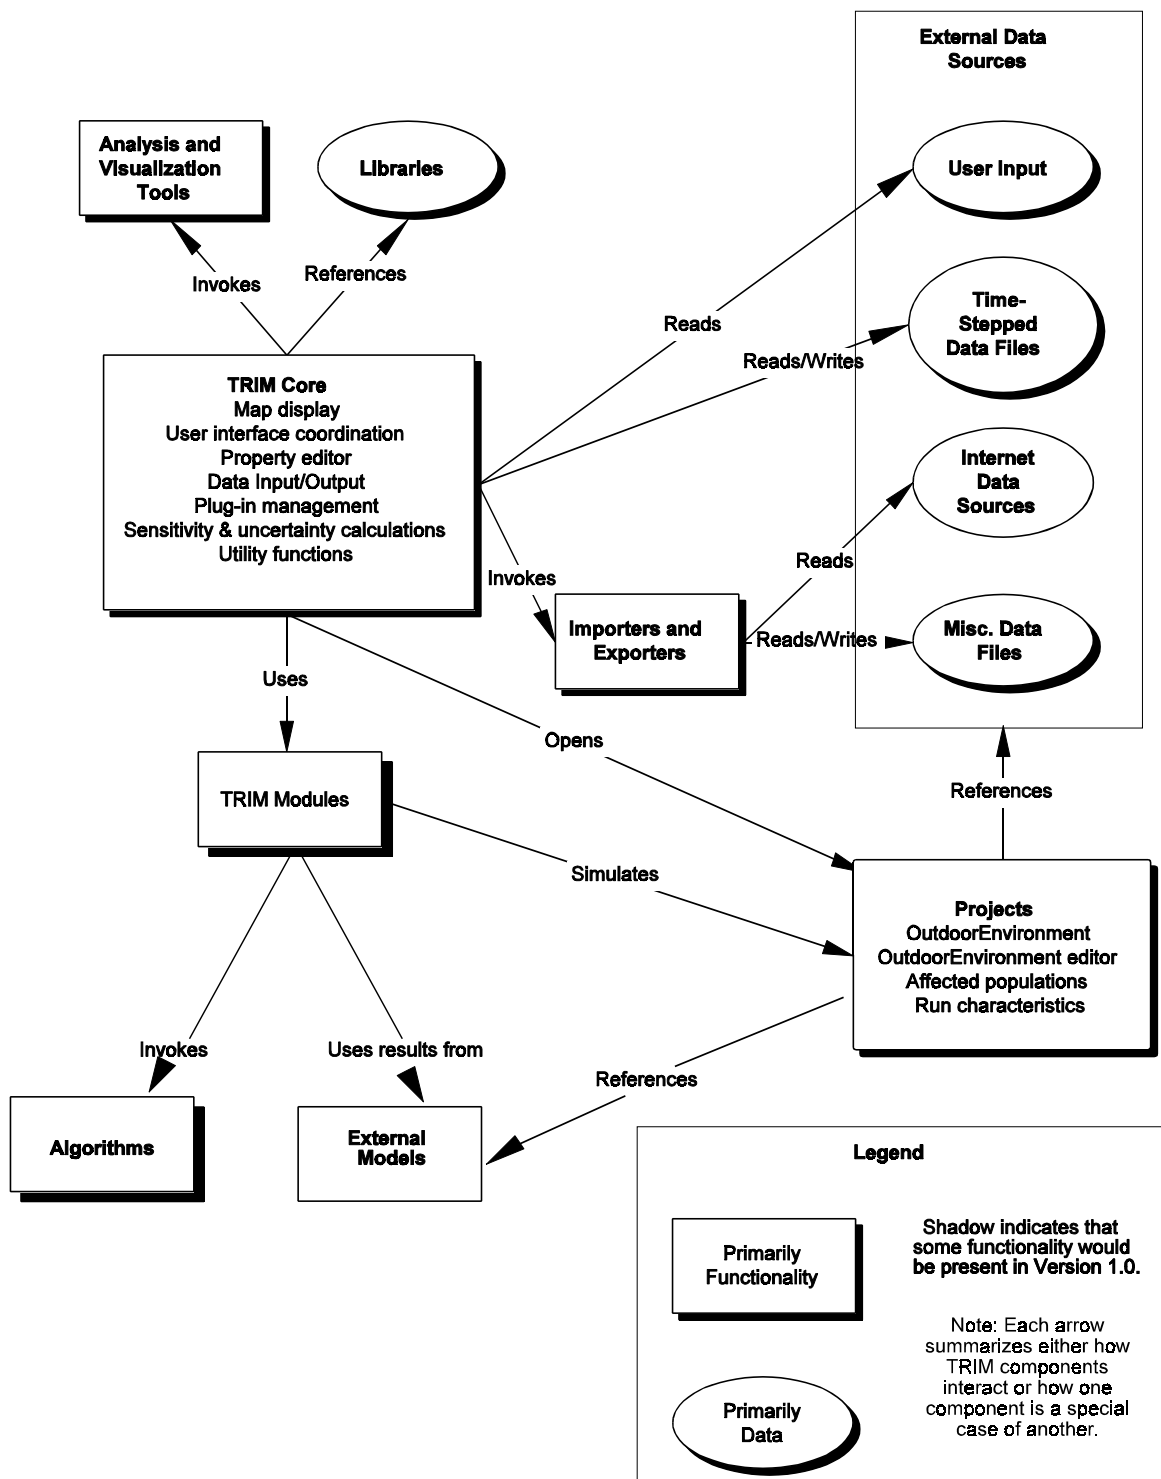 External Data
Sources
Analysis and
Visualization
Tools
Libraries
User Input
References
Invokes
Time-
Stepped
Data Files
Reads
Reads/Writes
TRIM Core
Map display
User interface coordination
Property editor
Data Input/Output
Plug-in management
Sensitivity & uncertainty calculations
Utility functions
Internet
Data
Sources
Reads
Invokes
Importers and
Exporters
Reads/Writes
Misc. Data
Files
Uses
Opens
References
TRIM Modules
Simulates
Projects
OutdoorEnvironment
OutdoorEnvironment editor
Affected populations
Run characteristics
Invokes
Uses results from
References
Algorithms
External
Models
Legend
Primarily
Functionality
Shadow indicates that
some functionality would
be present in Version 1.0.
Primarily
Data
Note: Each arrow
summarizes either how
TRIM components
interact or how one
component is a special
case of another.